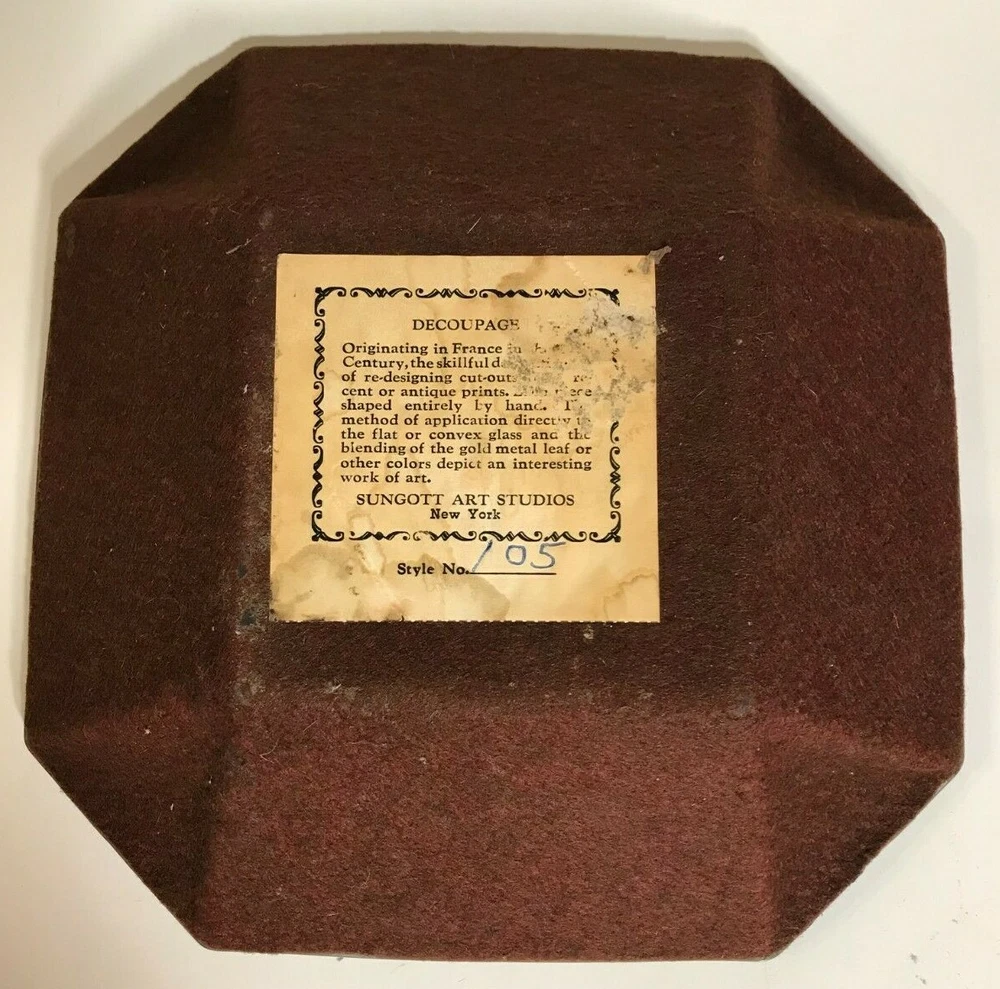 DECOUPAGE
Originating in France in
Century, the skillful
of re-designing cut-outs
cent or antique prints.
shaped entirely by hand.
method of application directly
the flat or convex glass and the
blending of the gold metal leaf or
other colors depict an interesting
work of art.
SUNGOTT ART STUDIOS
New York
Style No. 105